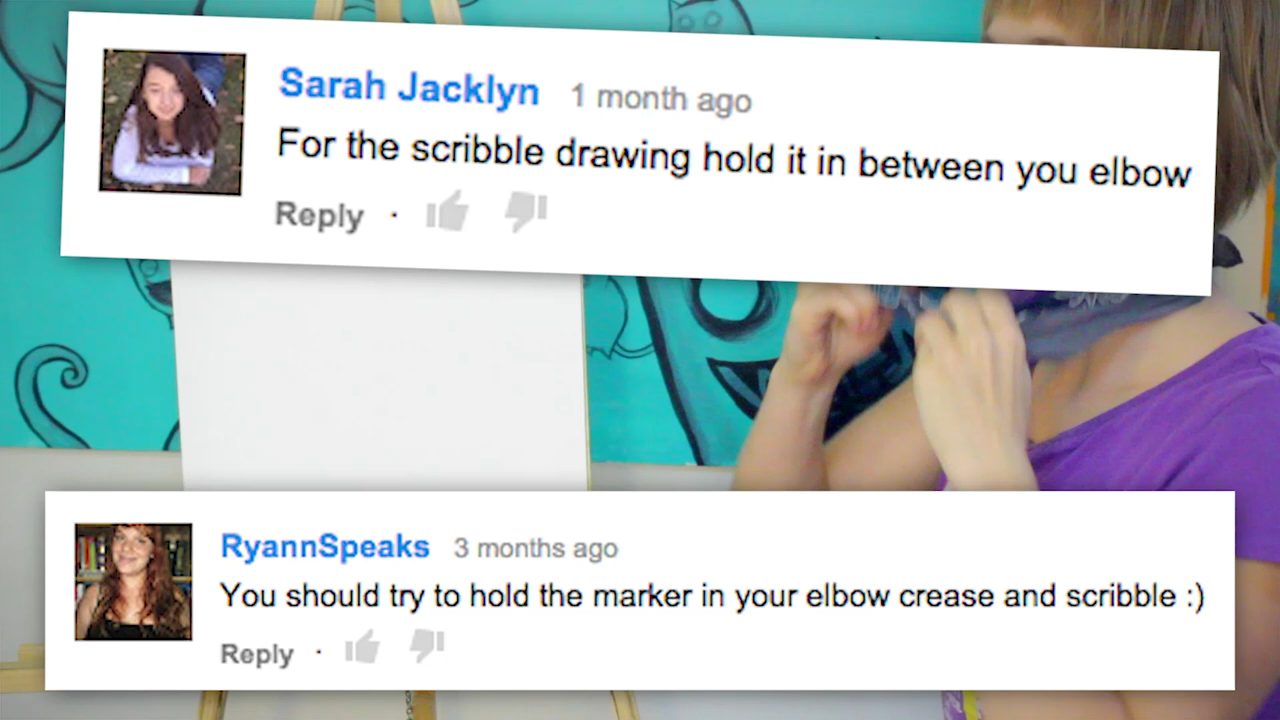 Sarah Jacklyn 1 month ago
For the scribble drawing hold it in between you elbow
Reply ·
RyannSpeaks 3 months ago
You should try to hold the marker in your elbow crease and scribble :)
Reply ·